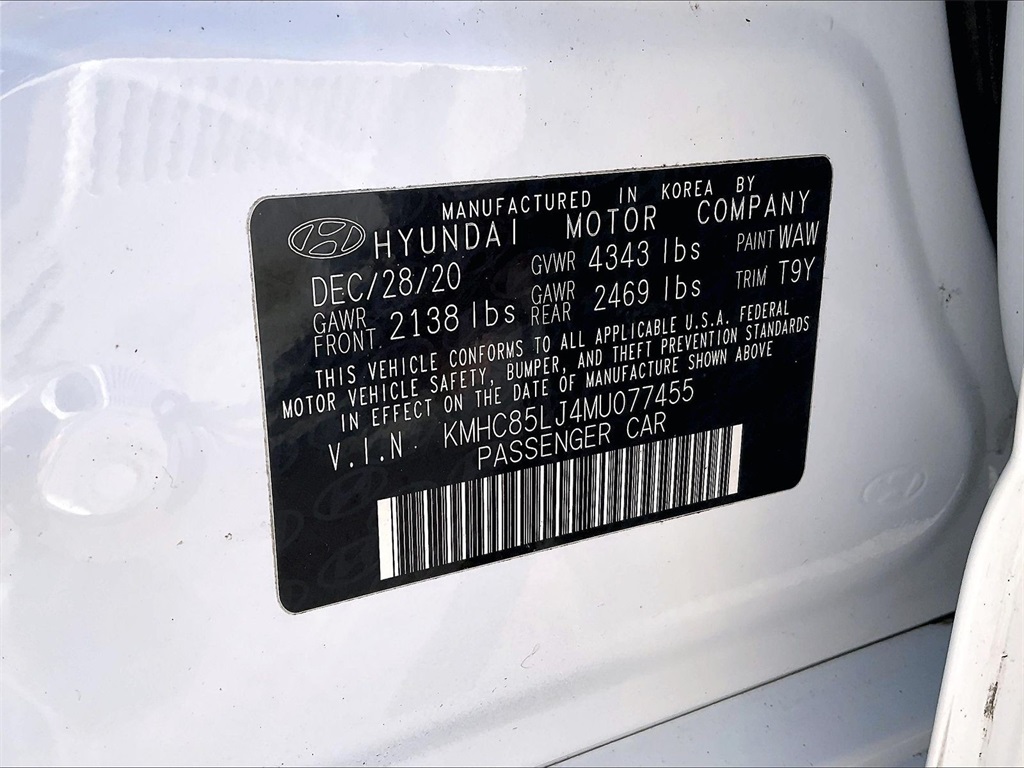 MANUFACTURED IN KOREA BY
HYUNDAI MOTOR COMPANY
DEC/28/20 GVWR 4343 lbs PAINT WAW
GAWR FRONT 2138 lbs GAWR REAR 2469 lbs TRIM T9Y
THIS VEHICLE CONFORMS TO ALL APPLICABLE U.S.A. FEDERAL
MOTOR VEHICLE SAFETY, BUMPER, AND THEFT PREVENTION STANDARDS
IN EFFECT ON THE DATE OF MANUFACTURE SHOWN ABOVE
V.I.N KMHC85LJ4MU077455
PASSENGER CAR